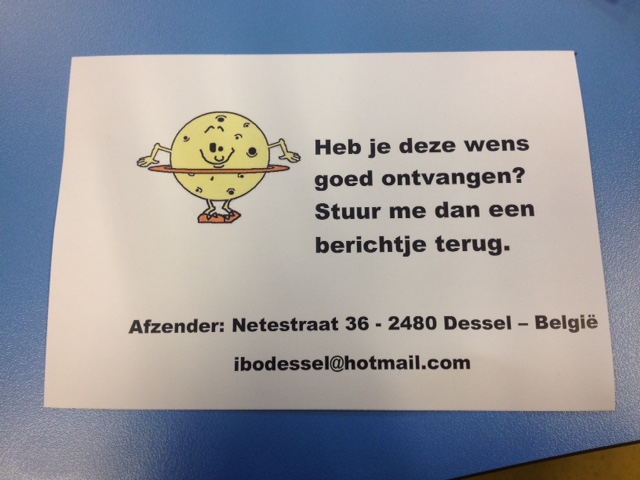 Heb je deze wens
goed ontvangen?
Stuur me dan een
berichtje terug.
Afzender: Netestraat 36 - 2480 Dessel – België
ibodessel@hotmail.com